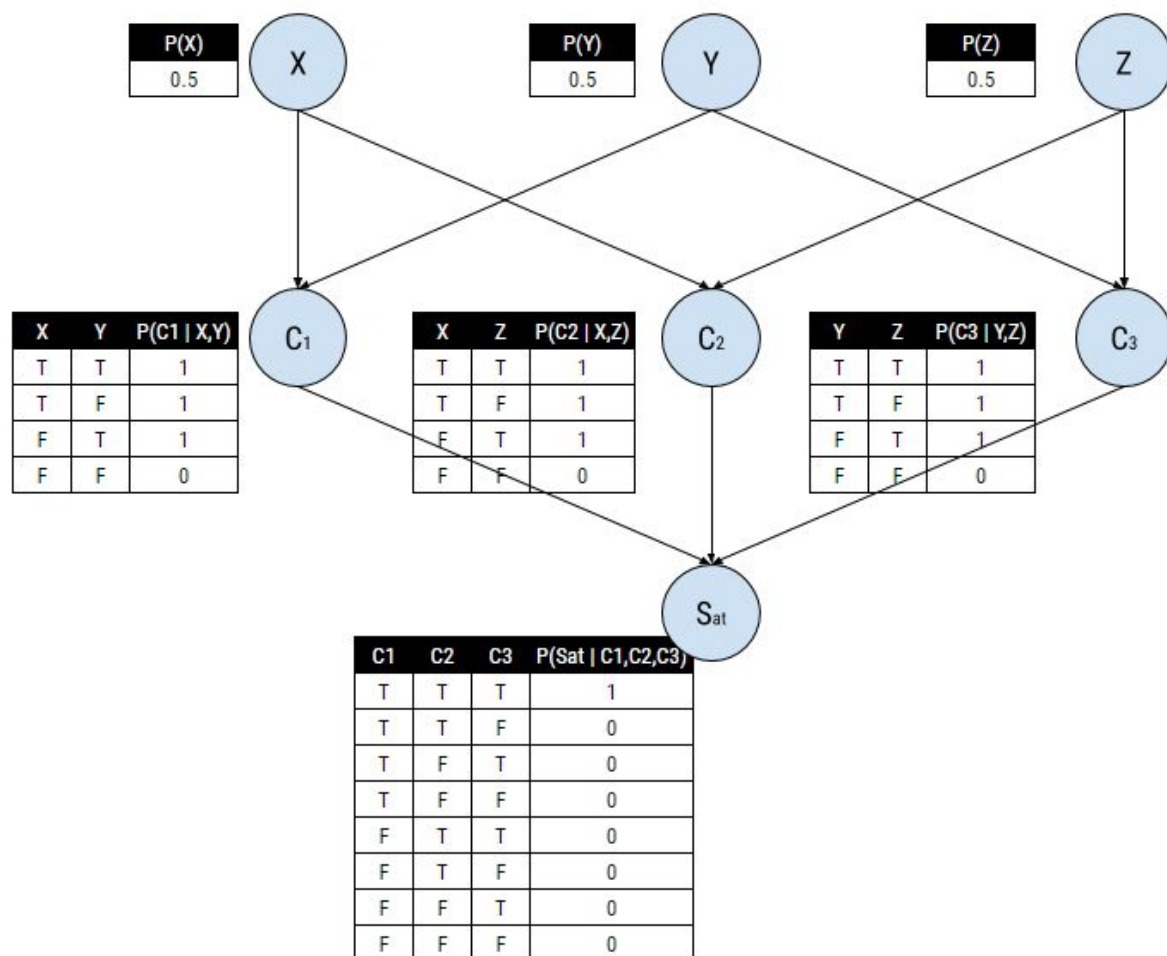 P(X) X P(Y) Y P(Z) Z
0.5 0.5 0.5
C1 C2 C3
X Y P(C1 | X,Y)
T T 1
T F 1
F T 1
F F 0
X Z P(C2 | X,Z)
T T 1
T F 1
F T 1
F F 0
Y Z P(C3 | Y,Z)
T T 1
T F 1
F T 1
F F 0
Sat
C1 C2 C3 P(Sat | C1,C2,C3)
T T T 1
T T F 0
T F T 0
T F F 0
F T T 0
F T F 0
F F T 0
F F F 0